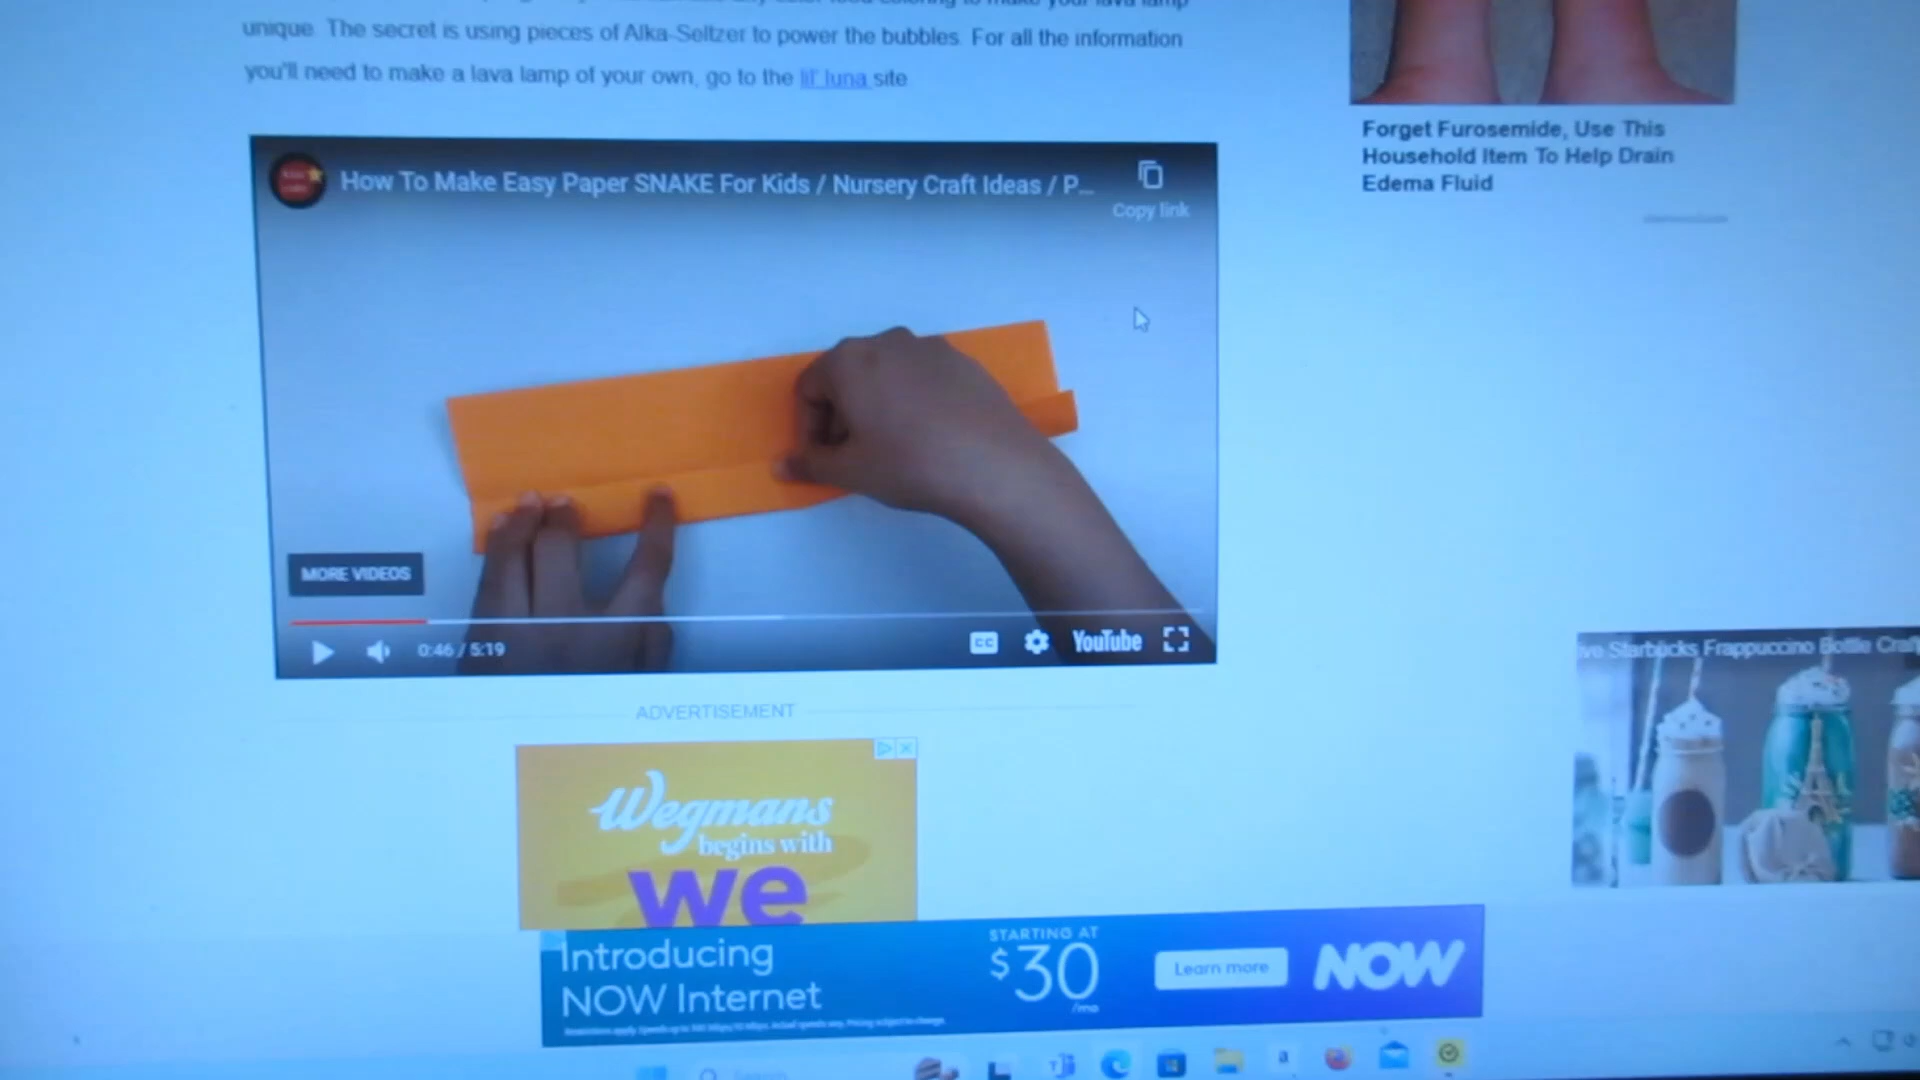 unique. The secret is using pieces of Alka-Seltzer to power the bubbles. For all the information
you'll need to make a lava lamp of your own, go to the lil' luna site
Forget Furosemide, Use This
Household Item To Help Drain
Edema Fluid
How To Make Easy Paper SNAKE For Kids / Nursery Craft Ideas / P...
Copy link
MORE VIDEOS
0:46 / 5:19
CC
YouTube
ADVERTISEMENT
Starbucks Frappuccino Bottle
Wegmans
begins with
we
Introducing
NOW Internet
STARTING AT
$30
/mo
Learn more
NOW
Search